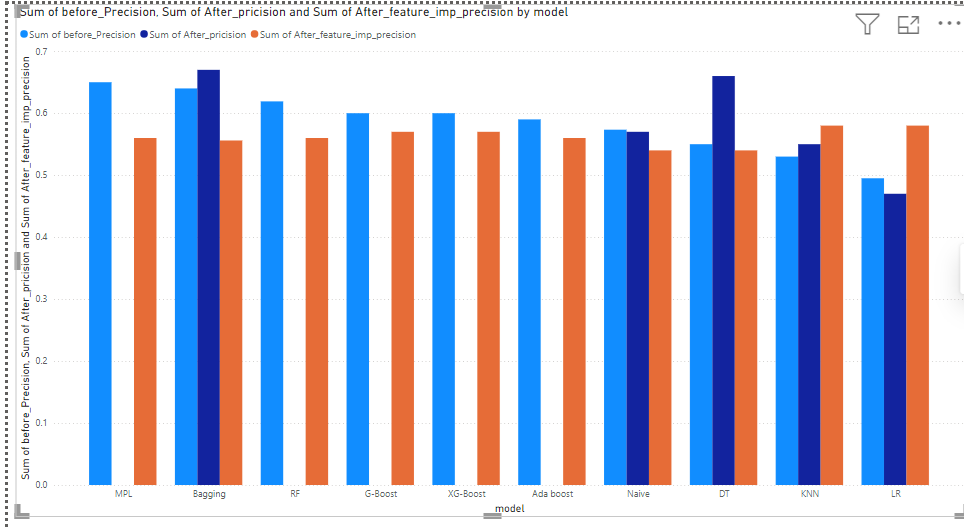 Sum of before_Precision, Sum of After_pricision and Sum of After_feature_imp_precision by model
Sum of before_Precision Sum of After_pricision Sum of After_feature_imp_precision
Sum of before_Precision, Sum of After_pricision and Sum of After_feature_imp_precision
0.7
0.6
0.5
0.4
0.3
0.2
0.1
0.0
MPL Bagging RF G-Boost XG-Boost Ada boost Naive DT KNN LR
model